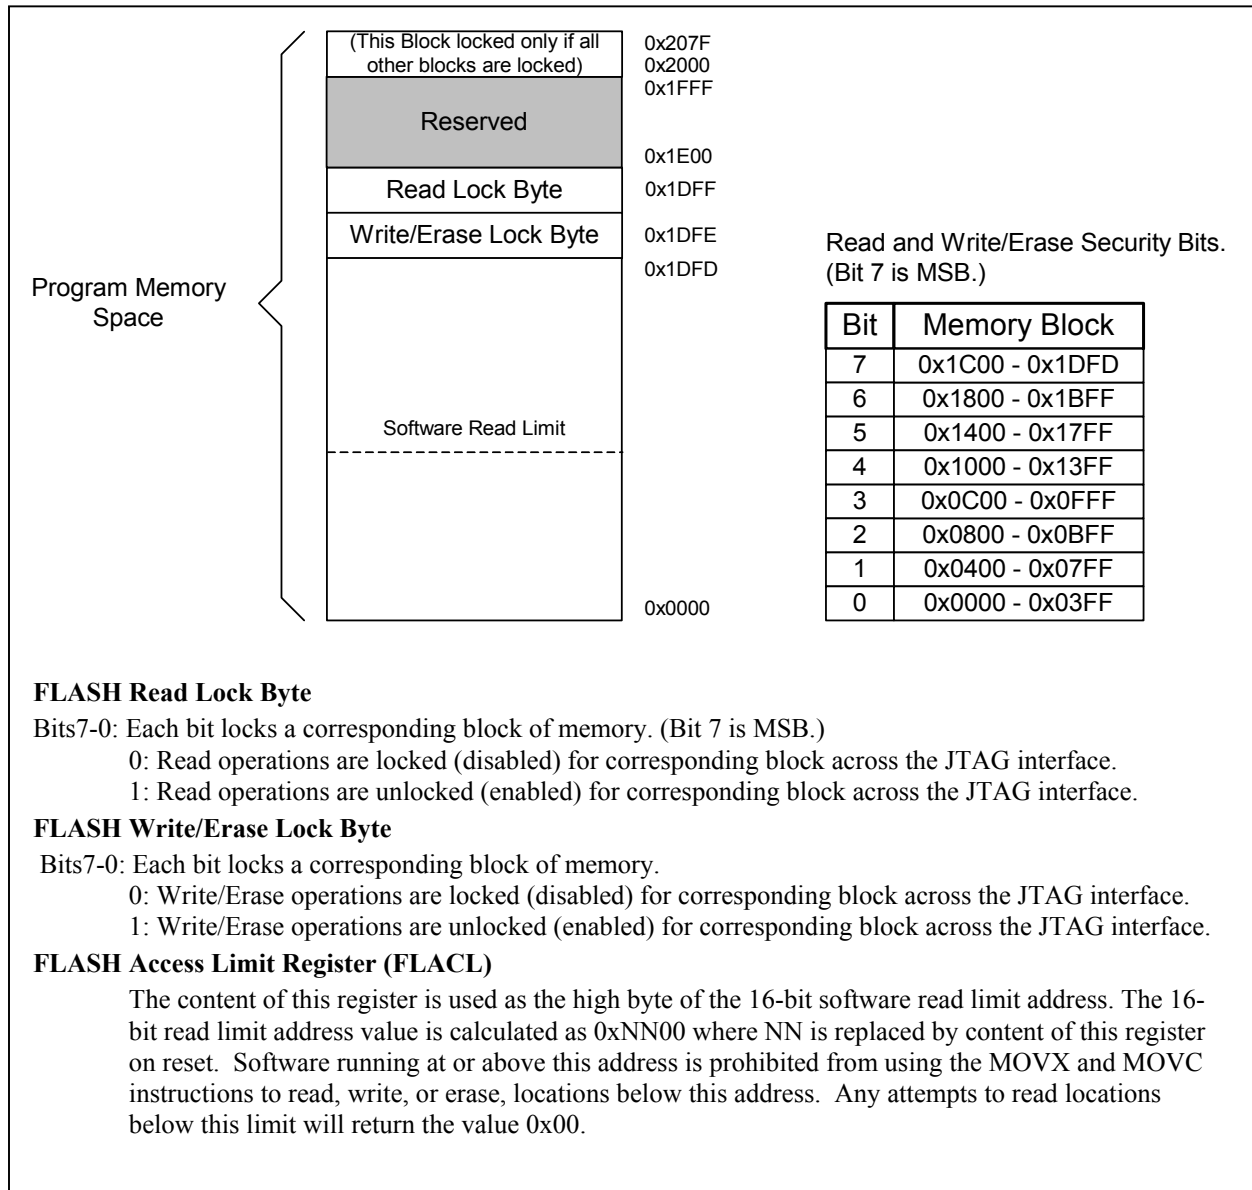 (This Block locked only if all
other blocks are locked)
0x207F
0x2000
0x1FFF
Reserved
0x1E00
Read Lock Byte
0x1DFF
Write/Erase Lock Byte
0x1DFE
0x1DFD
Program Memory
Space
Software Read Limit
0x0000
Read and Write/Erase Security Bits.
(Bit 7 is MSB.)
Bit Memory Block
7 0x1C00 - 0x1DFD
6 0x1800 - 0x1BFF
5 0x1400 - 0x17FF
4 0x1000 - 0x13FF
3 0x0C00 - 0x0FFF
2 0x0800 - 0x0BFF
1 0x0400 - 0x07FF
0 0x0000 - 0x03FF
FLASH Read Lock Byte
Bits7-0: Each bit locks a corresponding block of memory. (Bit 7 is MSB.)
0: Read operations are locked (disabled) for corresponding block across the JTAG interface.
1: Read operations are unlocked (enabled) for corresponding block across the JTAG interface.
FLASH Write/Erase Lock Byte
Bits7-0: Each bit locks a corresponding block of memory.
0: Write/Erase operations are locked (disabled) for corresponding block across the JTAG interface.
1: Write/Erase operations are unlocked (enabled) for corresponding block across the JTAG interface.
FLASH Access Limit Register (FLACL)
The content of this register is used as the high byte of the 16-bit software read limit address. The 16-
bit read limit address value is calculated as 0xNN00 where NN is replaced by content of this register
on reset. Software running at or above this address is prohibited from using the MOVX and MOVC
instructions to read, write, or erase, locations below this address. Any attempts to read locations
below this limit will return the value 0x00.